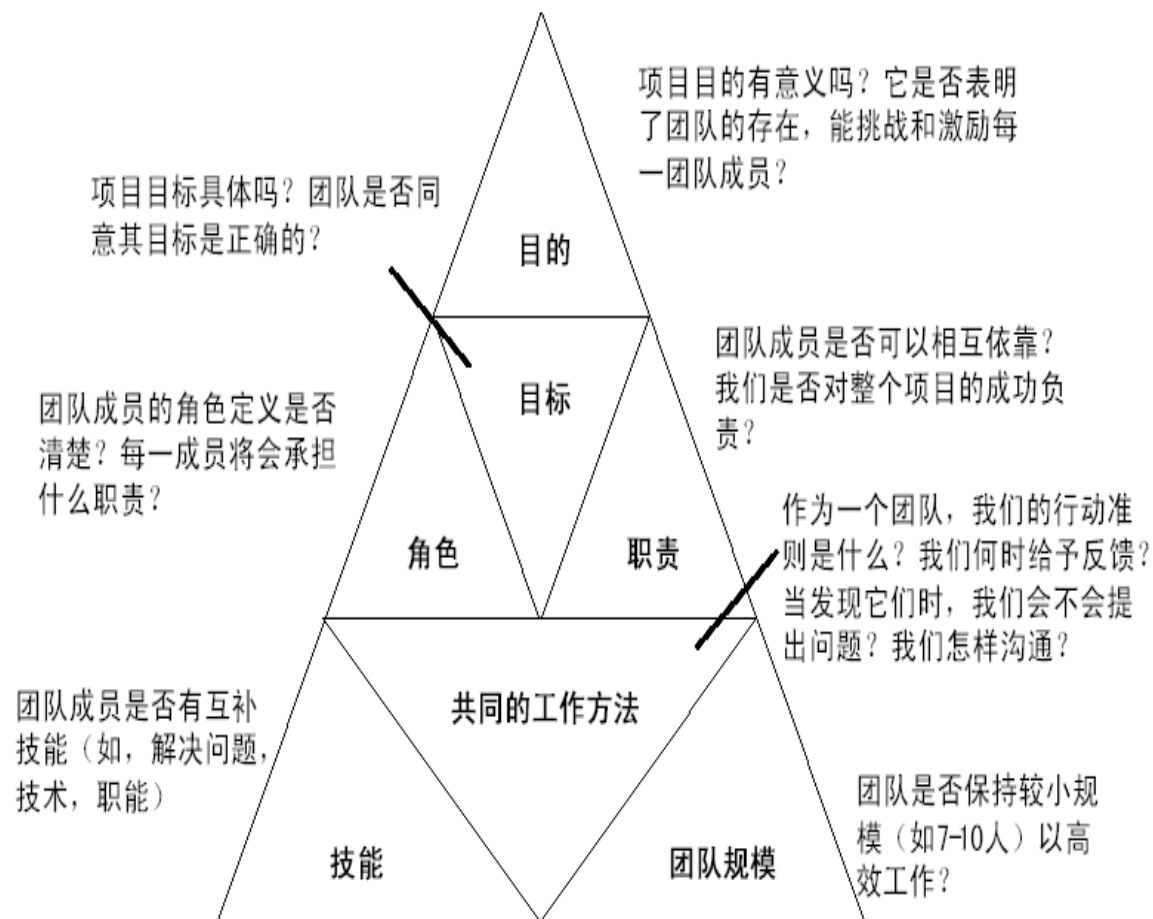 项目目的有意义吗？它是否表明
了团队的存在，能挑战和激励每
一团队成员？
项目目标具体吗？团队是否同
意其目标是正确的？
目的
目标
团队成员是否可以相互依靠？
我们是否对整个项目的成功负
责？
团队成员的角色定义是否
清楚？每一成员将会承担
什么职责？
角色
职责
作为一个团队，我们的行动准
则是什么？我们何时给予反馈？
当发现它们时，我们会不会提
出问题？我们怎样沟通？
共同的工作方法
团队成员是否有互补
技能（如，解决问题，
技术，职能）
团队是否保持较小规
模（如7-10人）以高
效工作？
技能
团队规模